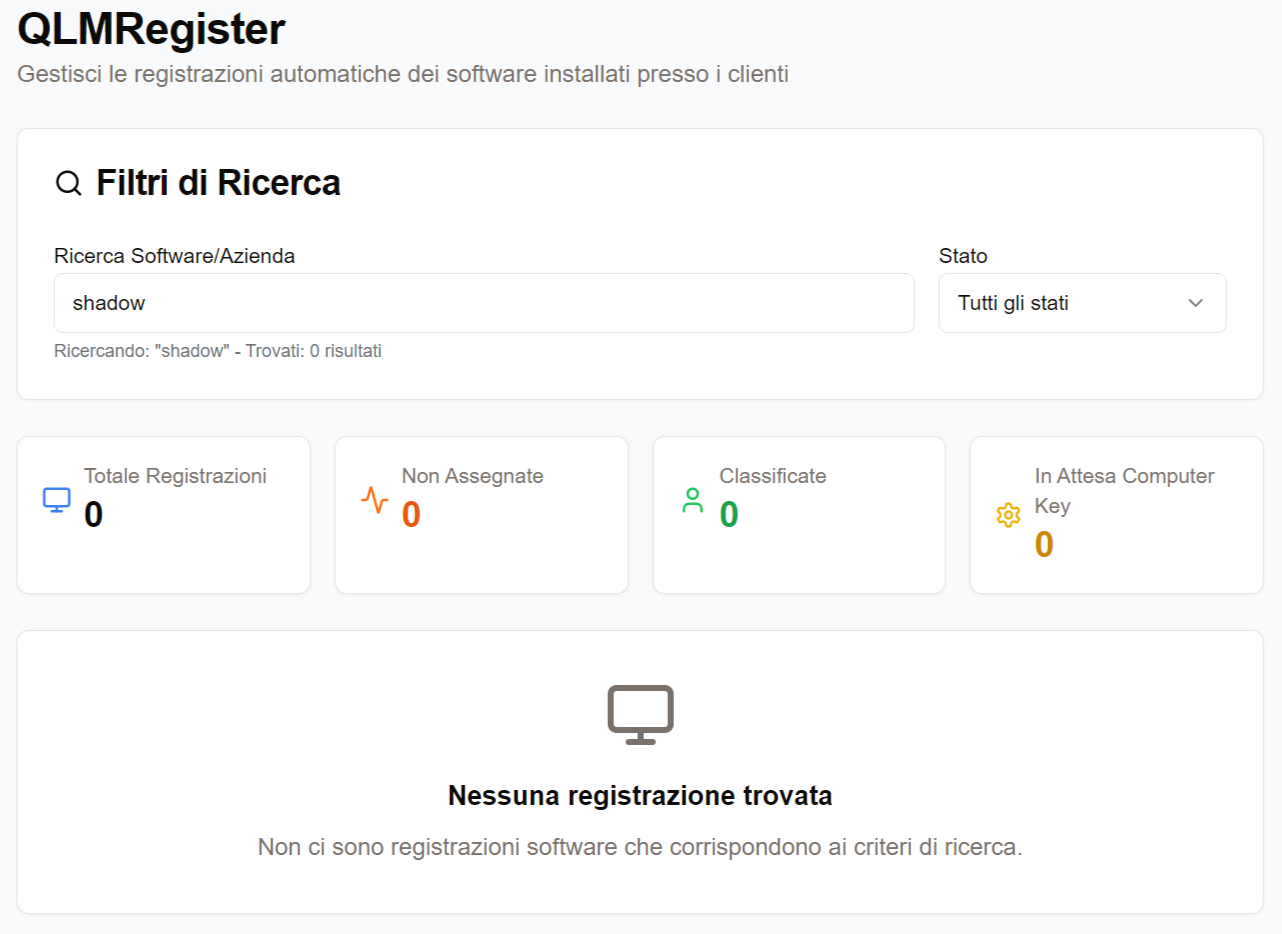 QLMRegister
Gestisci le registrazioni automatiche dei software installati presso i clienti
Filtri di Ricerca
Ricerca Software/Azienda
shadow
Ricercando: "shadow" - Trovati: 0 risultati
Stato
Tutti gli stati
Totale Registrazioni
0
Non Assegnate
0
Classificate
0
In Attesa Computer
Key
0
Nessuna registrazione trovata
Non ci sono registrazioni software che corrispondono ai criteri di ricerca.